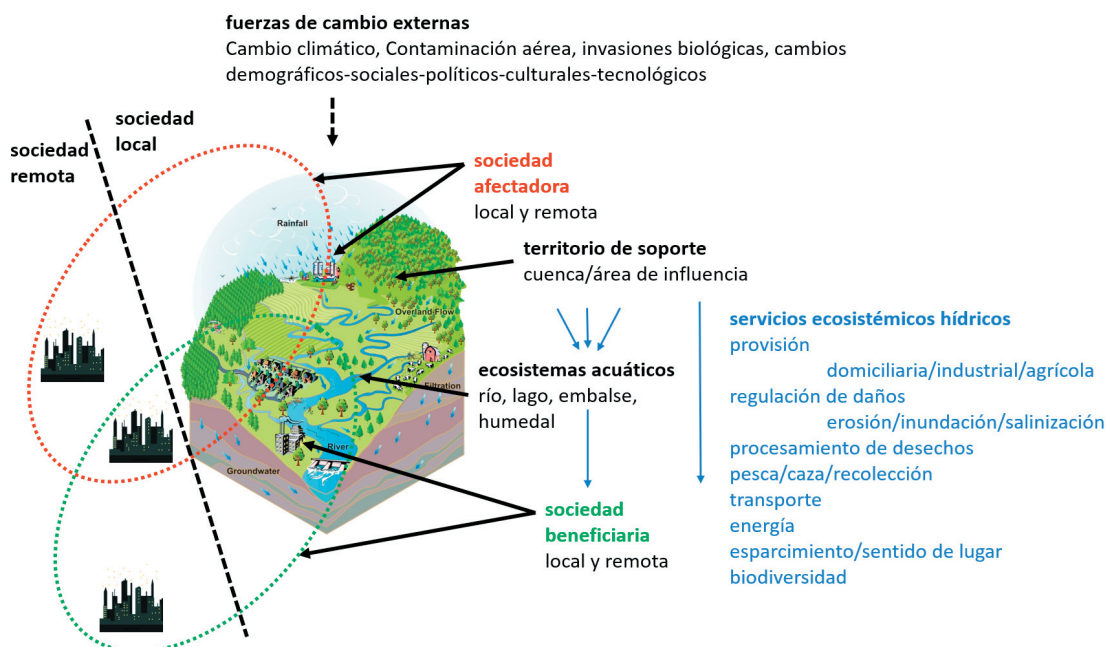 fuerzas de cambio externas
Cambio climático, Contaminación aérea, invasiones biológicas, cambios
demográficos-sociales-políticos-culturales-tecnológicos
sociedad
local
sociedad
remota
sociedad
afectadora
local y remota
Rainfall
territorio de soporte
cuenca/área de influencia
Overland Flow
servicios ecosistémicos hídricos
provisión
domiciliaria/industrial/agrícola
regulación de daños
erosión/inundación/salinización
procesamiento de desechos
pesca/caza/recolección
transporte
energía
esparcimiento/sentido de lugar
biodiversidad
ecosistemas acuáticos
río, lago, embalse,
humedal
Filtration
River
Groundwater
sociedad
beneficiaria
local y remota